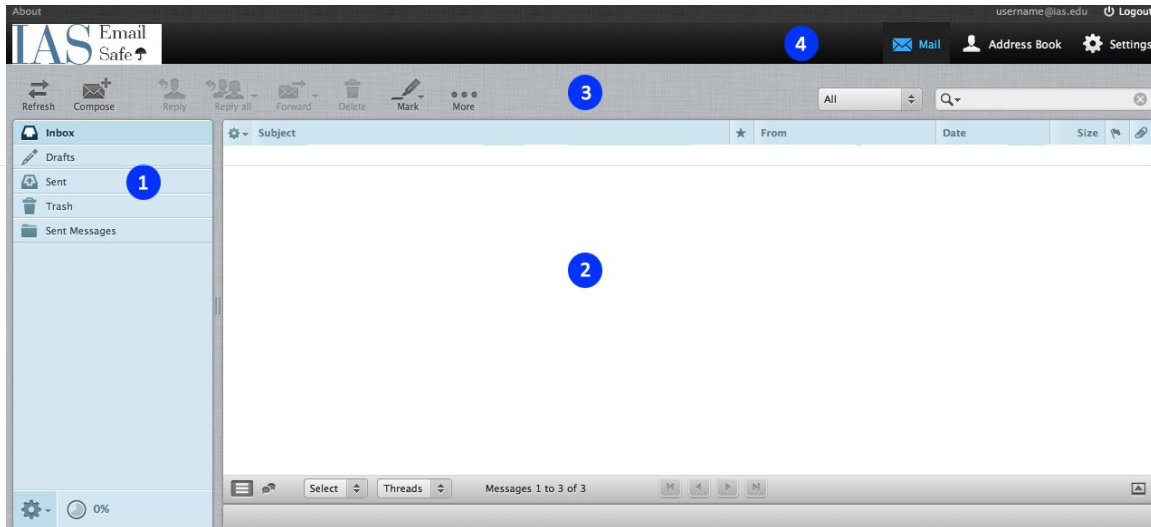 About username@ias.edu Logout
IAS Email Safe
4 Mail Address Book Settings
Refresh Compose Reply Reply all Forward Delete Mark More 3 All
Inbox Subject From Date Size
Drafts
Sent 1
Trash
Sent Messages
2
Select Threads Messages 1 to 3 of 3
0%